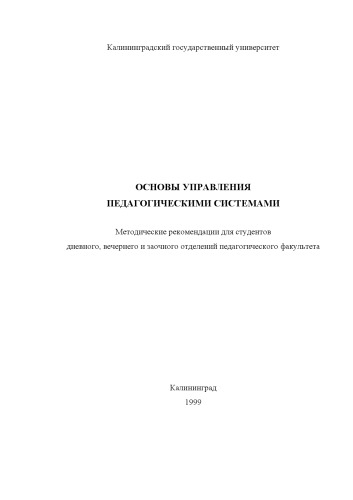 Калининградский государственный университет
ОСНОВЫ УПРАВЛЕНИЯ
ПЕДАГОГИЧЕСКИМИ СИСТЕМАМИ
Методические рекомендации для студентов
дневного, вечернего и заочного отделений педагогического факультета
Калининград
1999